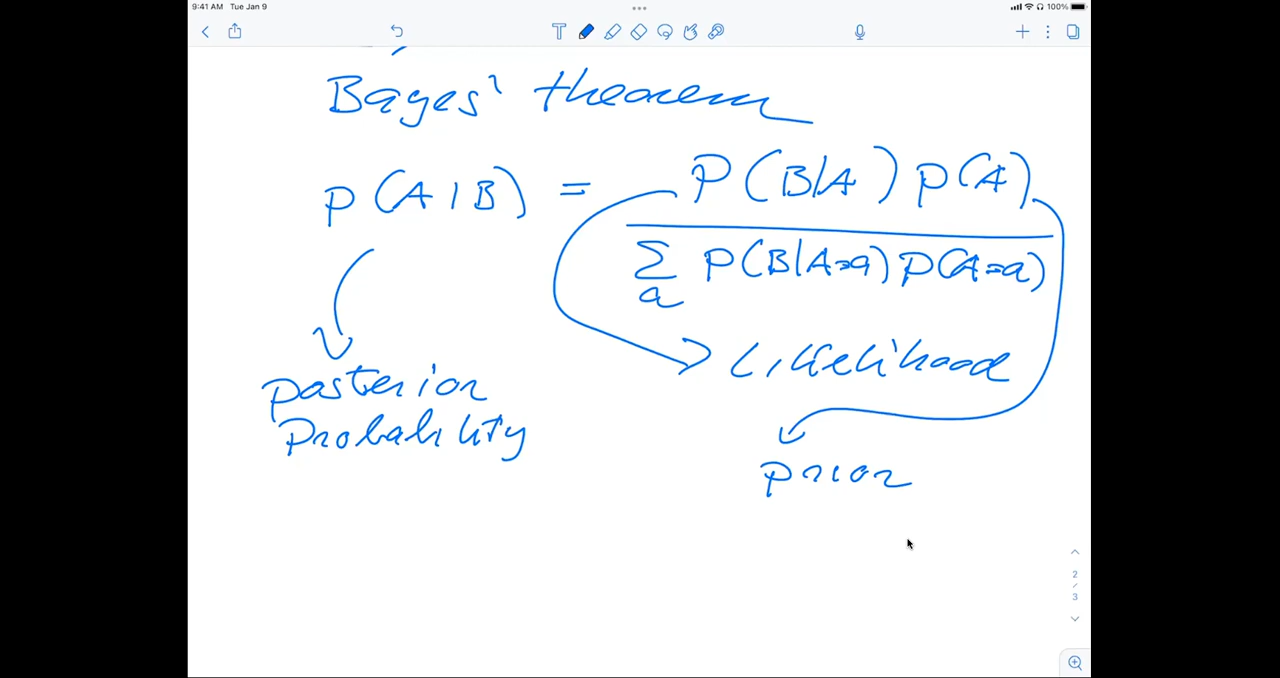 9:41 AM Tue Jan 9
100%
Bayes' theorem
p(A|B) = P(B|A) p(A)
∑ P(B|A=a) p(A=a)
a
Likelihood
posterior
Probability
prior
2
/
3